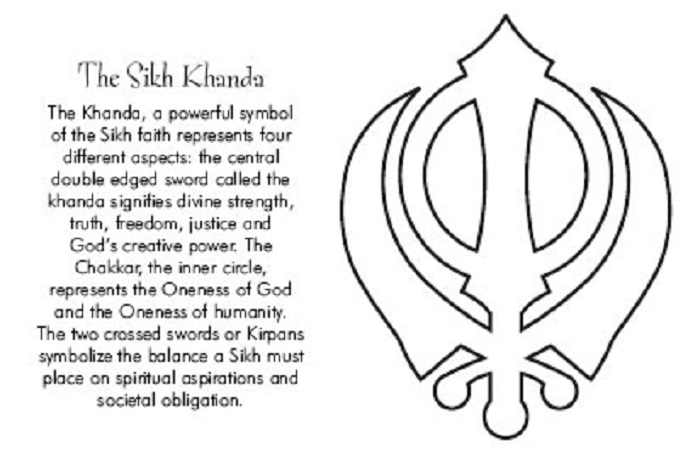 The Sikh Khanda
The Khanda, a powerful symbol
of the Sikh faith represents four
different aspects: the central
double edged sword called the
khanda signifies divine strength,
truth, freedom, justice and
God's creative power. The
Chakkar, the inner circle,
represents the Oneness of God
and the Oneness of humanity.
The two crossed swords or Kirpans
symbolize the balance a Sikh must
place on spiritual aspirations and
societal obligation.